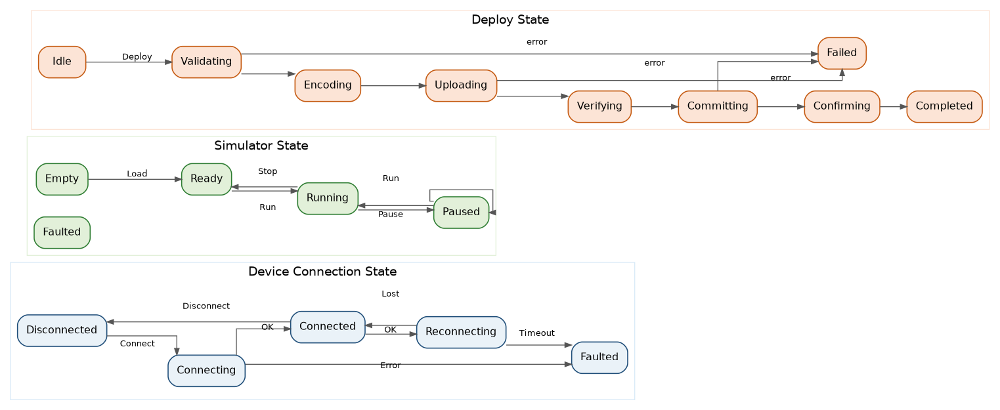 Deploy State
error
Failed
Idle
Deploy
Validating
error
Encoding
Uploading
error
Verifying
Committing
Confirming
Completed
Simulator State
Empty
Load
Ready
Stop
Run
Running
Run
Pause
Paused
Faulted
Device Connection State
Lost
Disconnect
Disconnected
Connect
OK
Connected
OK
Reconnecting
Timeout
Faulted
Connecting
Error